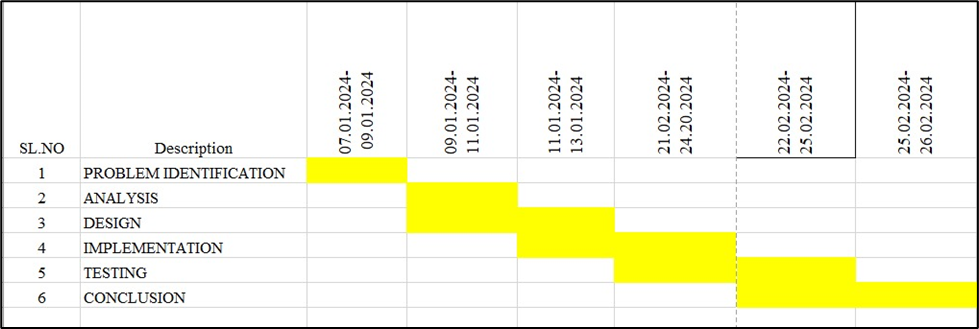 SL.NO Description 07.01.2024- 09.01.2024 09.01.2024- 11.01.2024 11.01.2024- 13.01.2024 21.02.2024- 24.20.2024 22.02.2024- 25.02.2024 25.02.2024- 26.02.2024
1 PROBLEM IDENTIFICATION
2 ANALYSIS
3 DESIGN
4 IMPLEMENTATION
5 TESTING
6 CONCLUSION